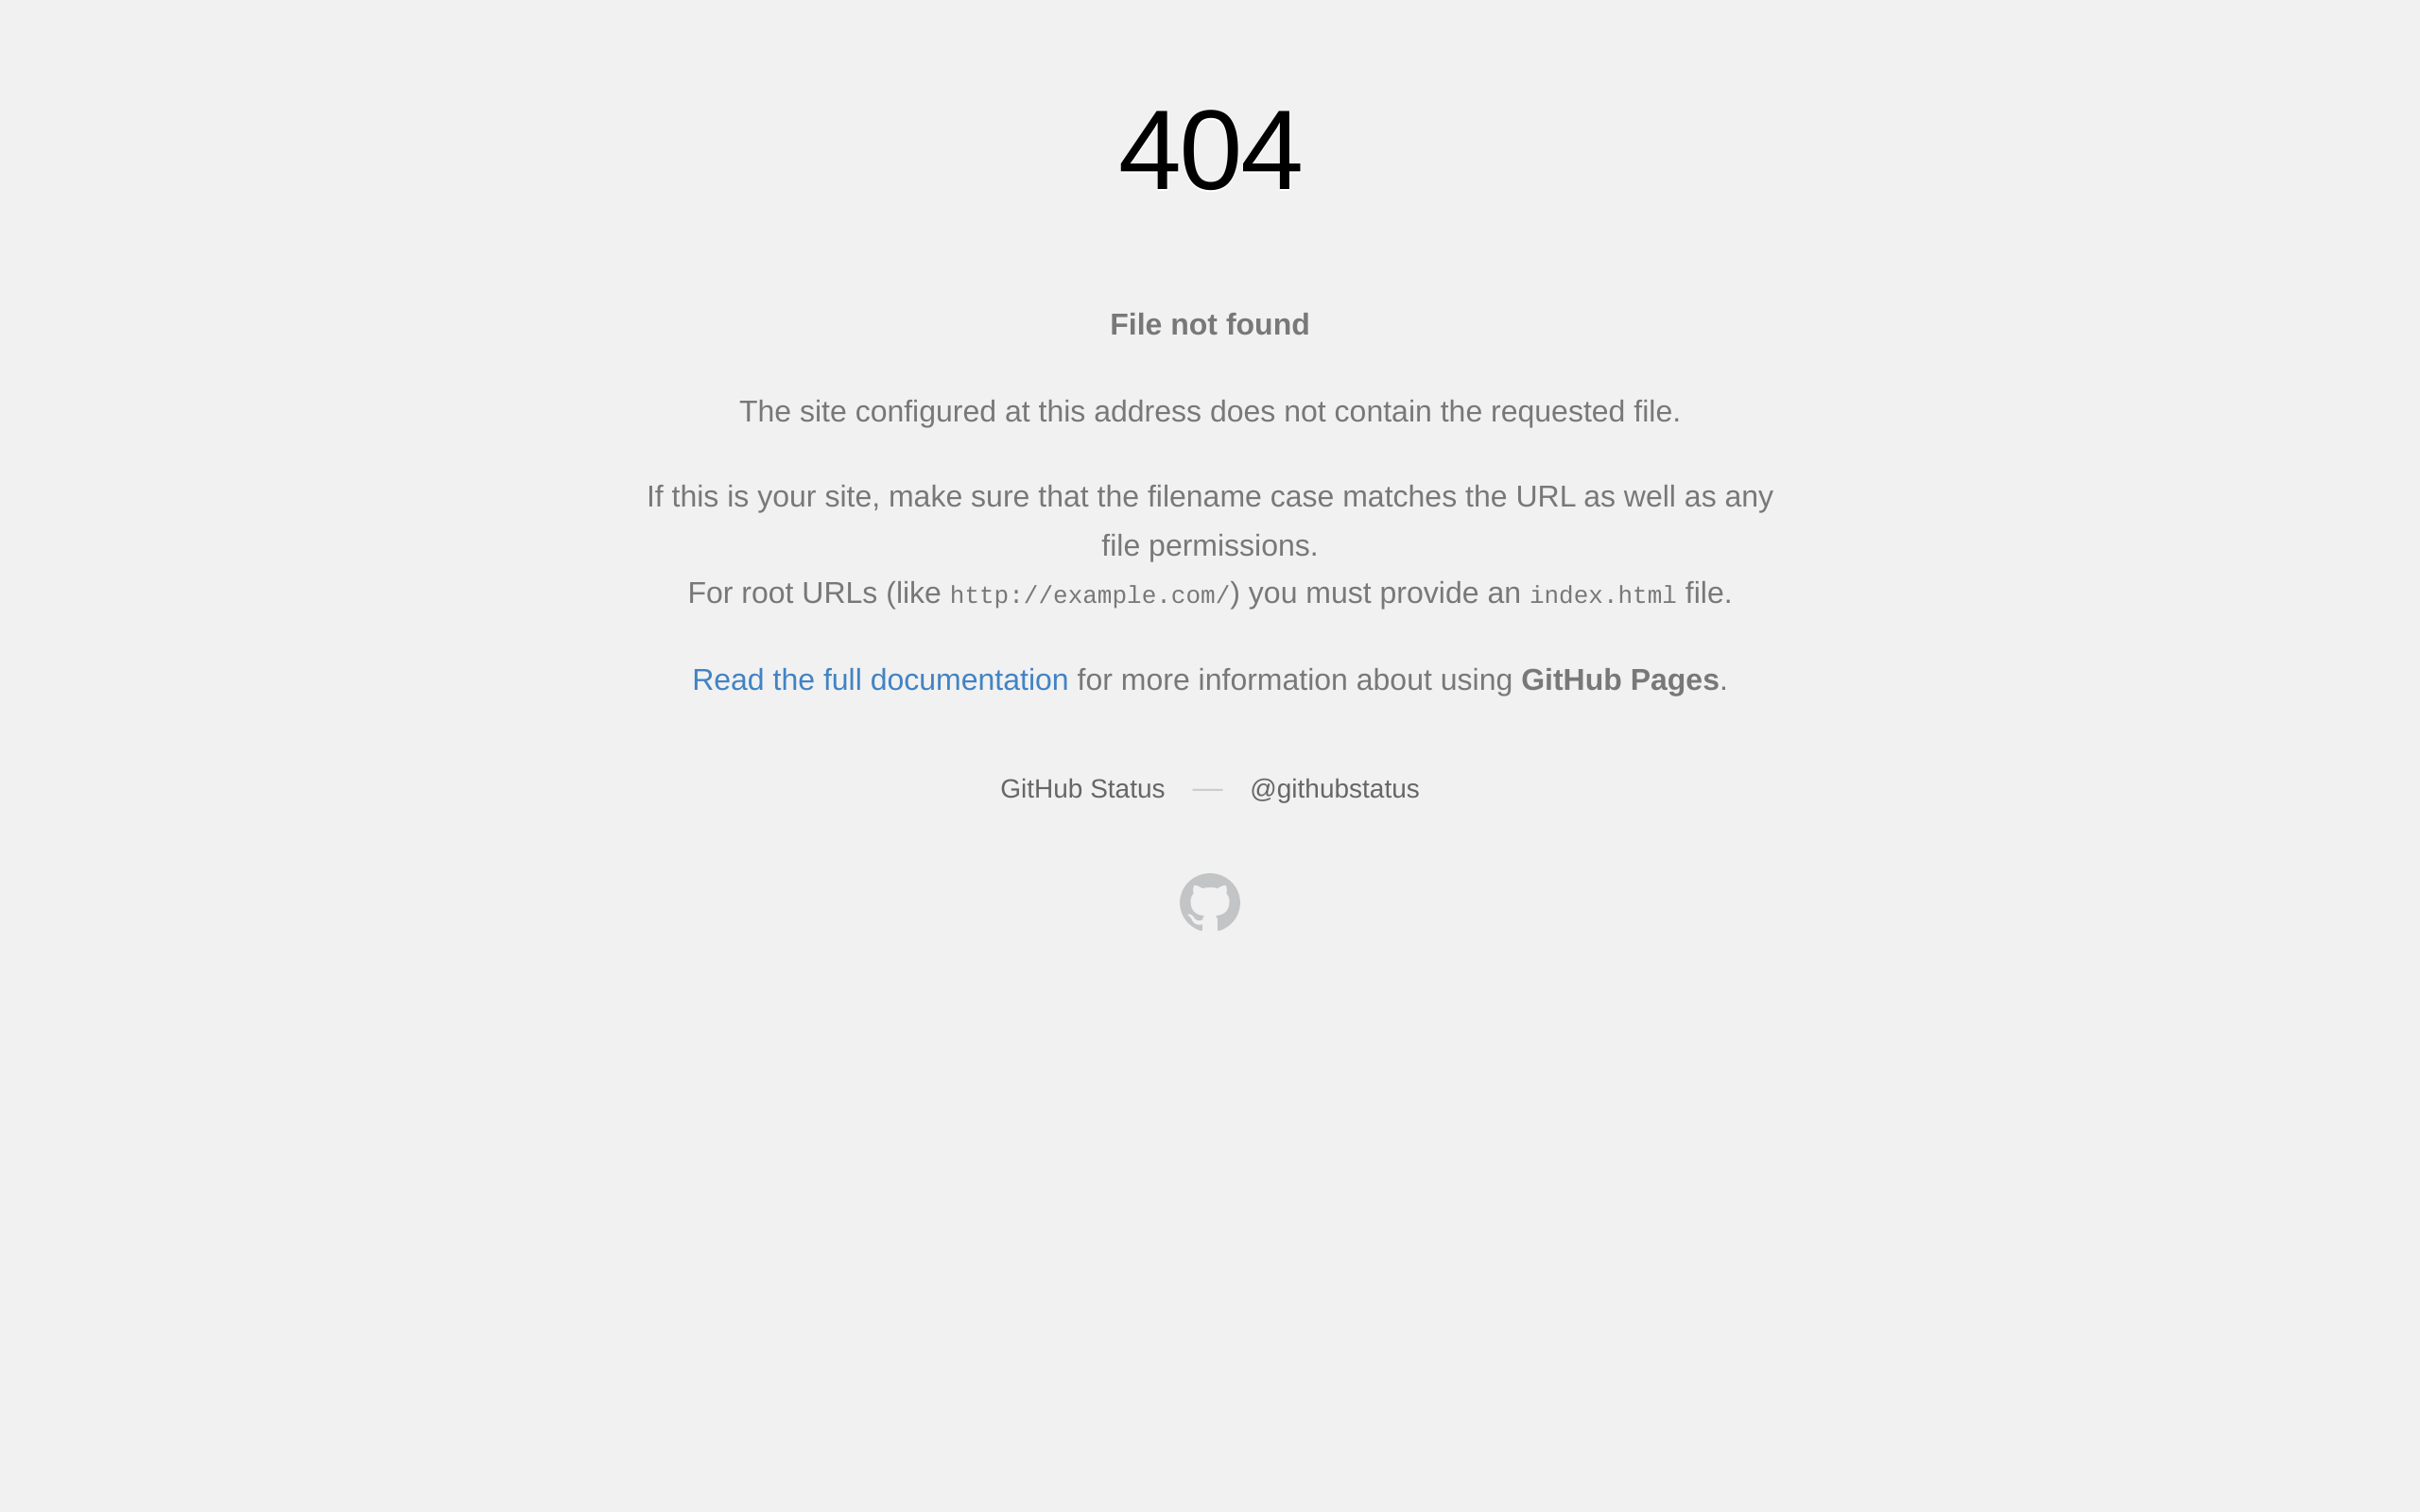 404
File not found
The site configured at this address does not contain the requested file.
If this is your site, make sure that the filename case matches the URL as well as any
file permissions.
For root URLs (like http://example.com/) you must provide an index.html file.
Read the full documentation for more information about using GitHub Pages.
GitHub Status — @githubstatus